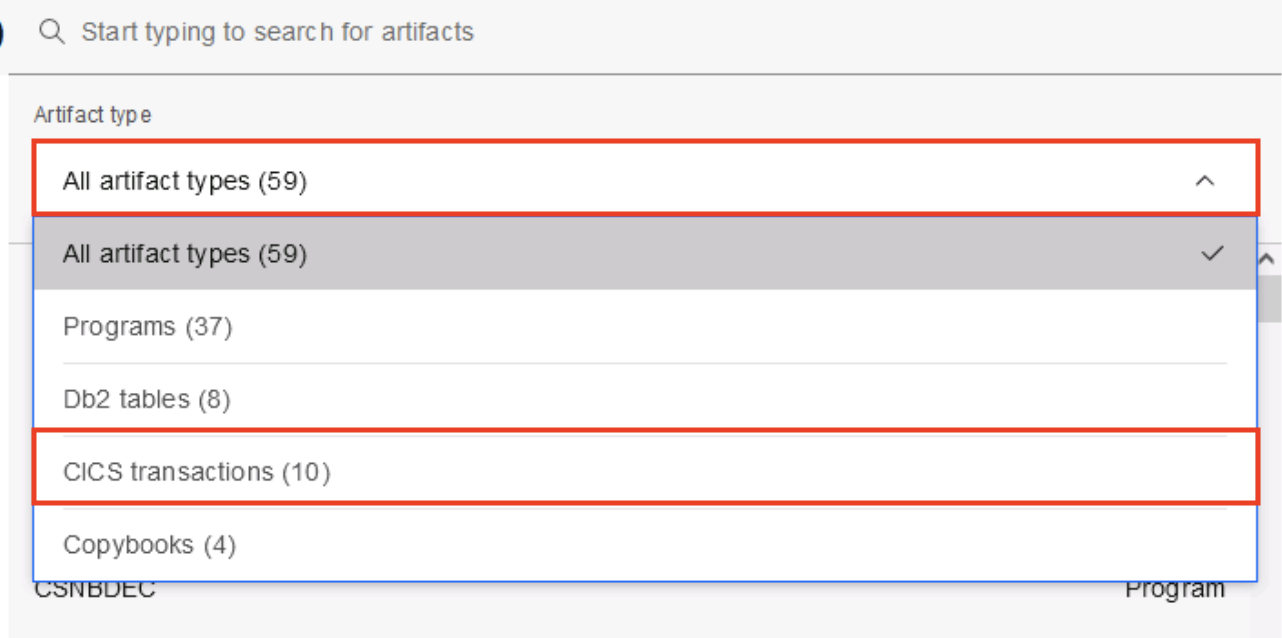 Start typing to search for artifacts
Artifact type
All artifact types (59)
All artifact types (59)
Programs (37)
Db2 tables (8)
CICS transactions (10)
Copybooks (4)
CSNBDEC Program